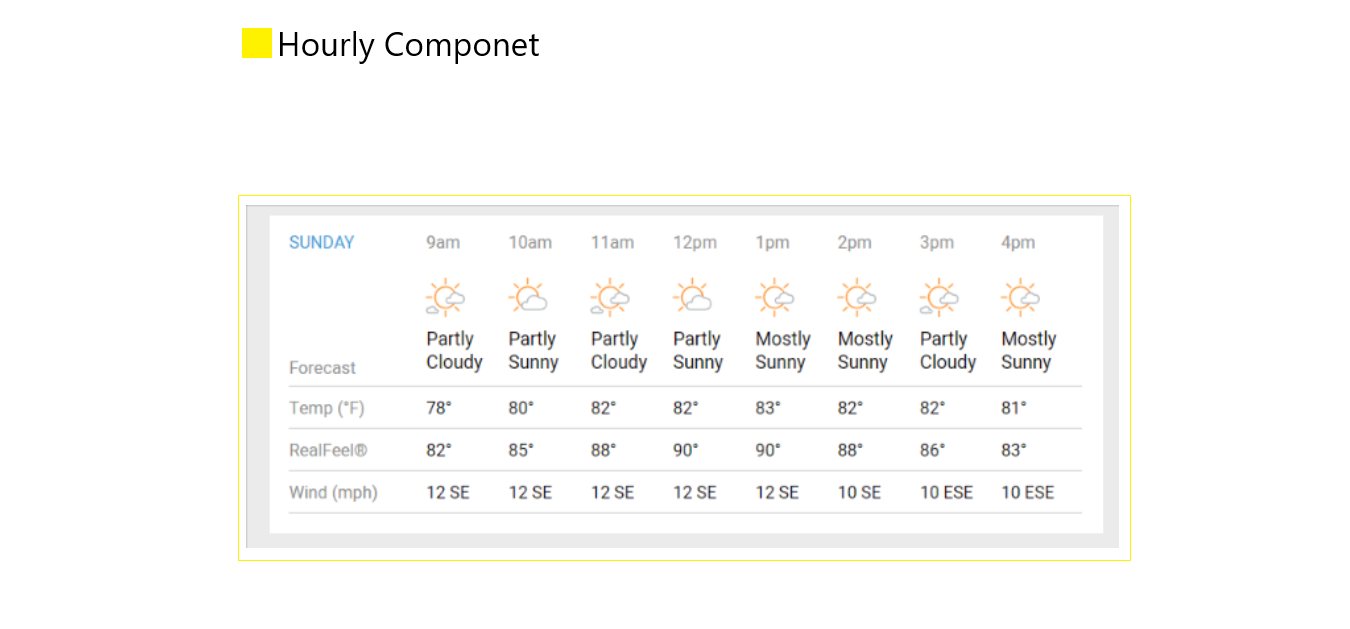 Hourly Componet
SUNDAY 9am 10am 11am 12pm 1pm 2pm 3pm 4pm
Partly Partly Partly Partly Mostly Mostly Partly Mostly
Cloudy Sunny Cloudy Sunny Sunny Sunny Cloudy Sunny
Forecast
Temp (°F) 78° 80° 82° 82° 83° 82° 82° 81°
RealFeel® 82° 85° 88° 90° 90° 88° 86° 83°
Wind (mph) 12 SE 12 SE 12 SE 12 SE 12 SE 10 SE 10 ESE 10 ESE